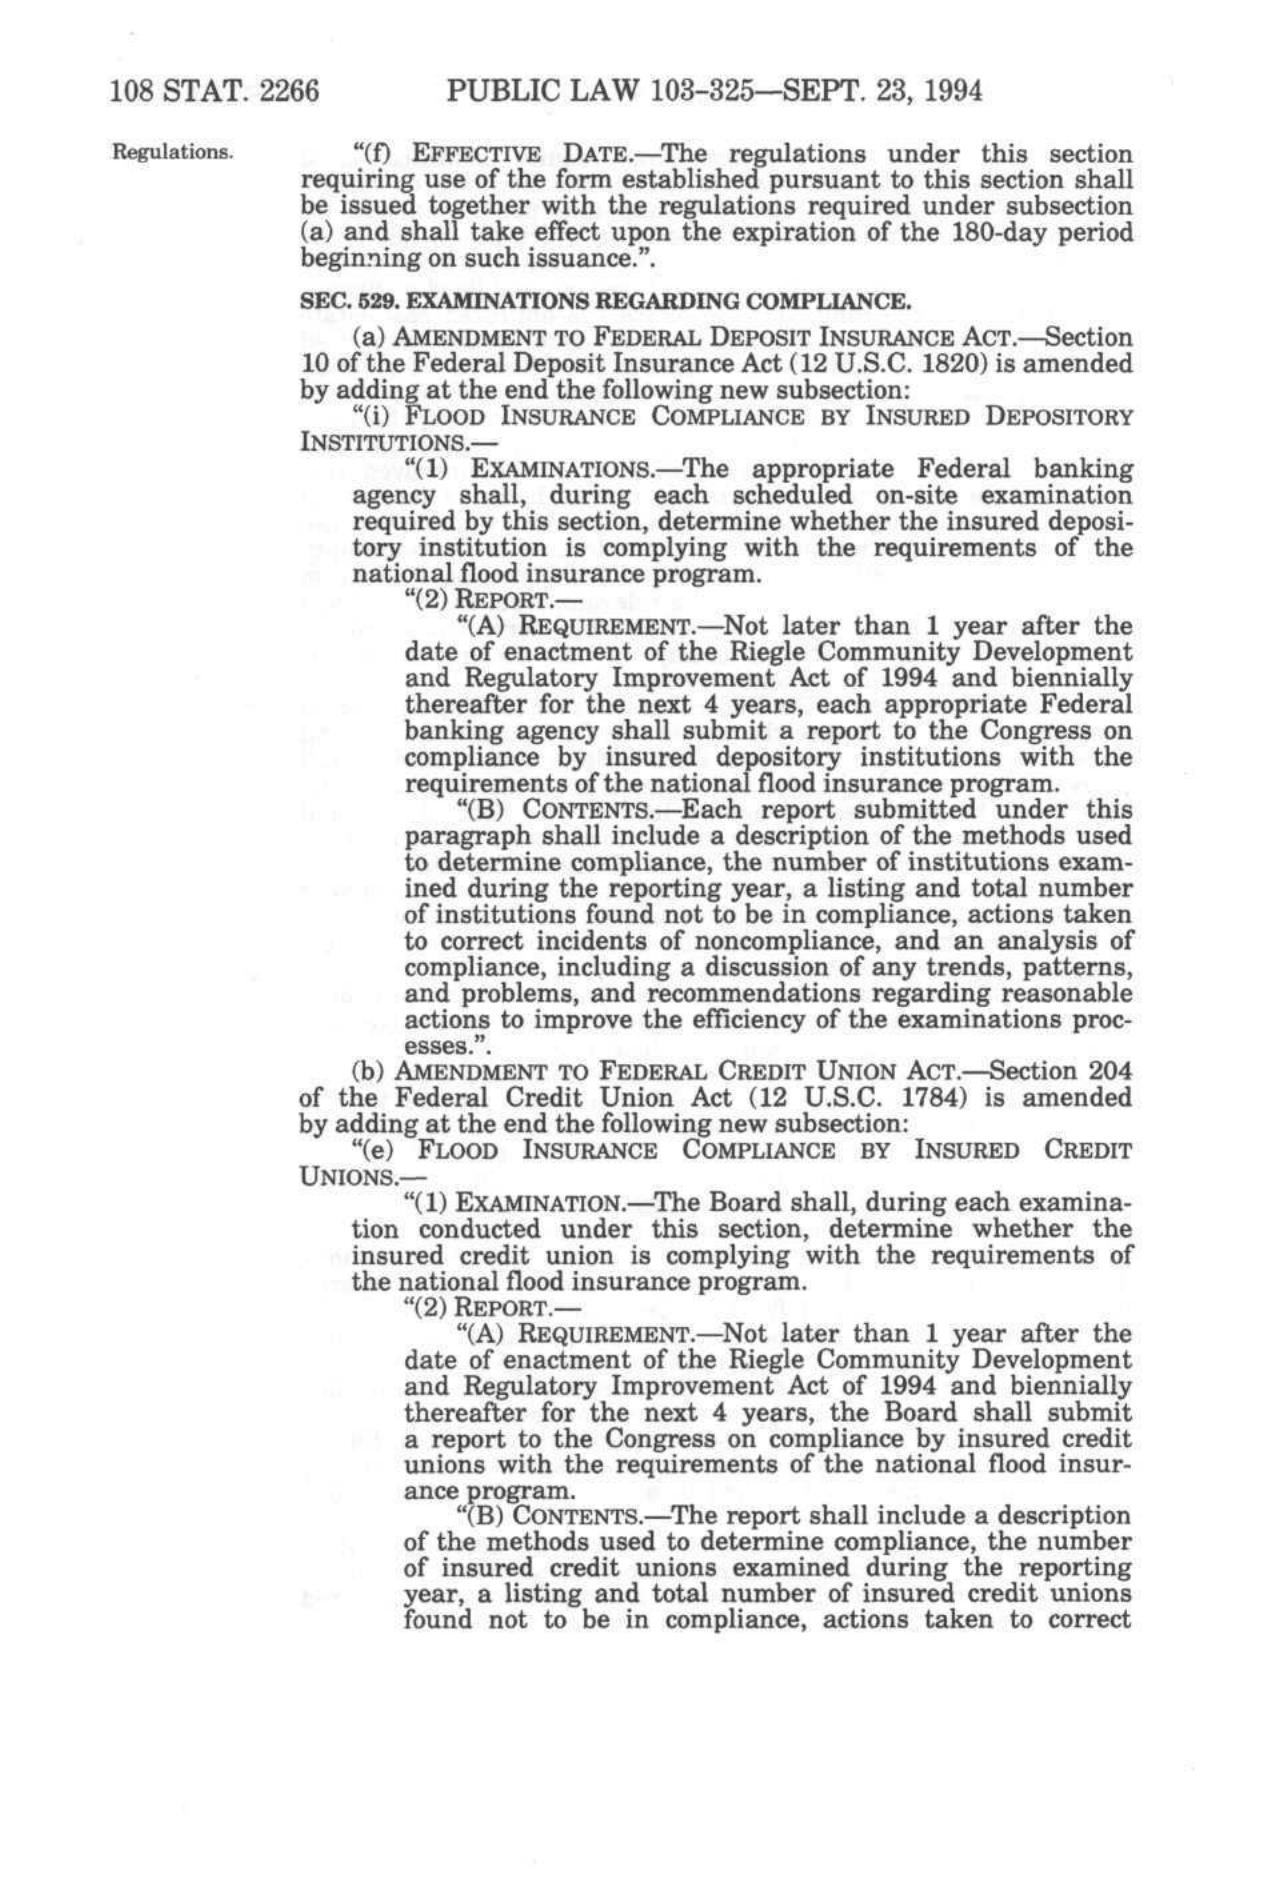 108 STAT. 2266 PUBLIC LAW 103-325—SEPT. 23, 1994
Regulations.
“(f) EFFECTIVE DATE.—The regulations under this section
requiring use of the form established pursuant to this section shall
be issued together with the regulations required under subsection
(a) and shall take effect upon the expiration of the 180-day period
beginning on such issuance.”.
SEC. 529. EXAMINATIONS REGARDING COMPLIANCE.
(a) AMENDMENT TO FEDERAL DEPOSIT INSURANCE ACT.—Section
10 of the Federal Deposit Insurance Act (12 U.S.C. 1820) is amended
by adding at the end the following new subsection:
“(i) FLOOD INSURANCE COMPLIANCE BY INSURED DEPOSITORY
INSTITUTIONS.—
“(1) EXAMINATIONS.—The appropriate Federal banking
agency shall, during each scheduled on-site examination
required by this section, determine whether the insured deposi-
tory institution is complying with the requirements of the
national flood insurance program.
“(2) REPORT.—
“(A) REQUIREMENT.—Not later than 1 year after the
date of enactment of the Riegle Community Development
and Regulatory Improvement Act of 1994 and biennially
thereafter for the next 4 years, each appropriate Federal
banking agency shall submit a report to the Congress on
compliance by insured depository institutions with the
requirements of the national flood insurance program.
“(B) CONTENTS.—Each report submitted under this
paragraph shall include a description of the methods used
to determine compliance, the number of institutions exam-
ined during the reporting year, a listing and total number
of institutions found not to be in compliance, actions taken
to correct incidents of noncompliance, and an analysis of
compliance, including a discussion of any trends, patterns,
and problems, and recommendations regarding reasonable
actions to improve the efficiency of the examinations proc-
esses.”.
(b) AMENDMENT TO FEDERAL CREDIT UNION ACT.—Section 204
of the Federal Credit Union Act (12 U.S.C. 1784) is amended
by adding at the end the following new subsection:
“(e) FLOOD INSURANCE COMPLIANCE BY INSURED CREDIT
UNIONS.—
“(1) EXAMINATION.—The Board shall, during each examina-
tion conducted under this section, determine whether the
insured credit union is complying with the requirements of
the national flood insurance program.
“(2) REPORT.—
“(A) REQUIREMENT.—Not later than 1 year after the
date of enactment of the Riegle Community Development
and Regulatory Improvement Act of 1994 and biennially
thereafter for the next 4 years, the Board shall submit
a report to the Congress on compliance by insured credit
unions with the requirements of the national flood insur-
ance program.
“(B) CONTENTS.—The report shall include a description
of the methods used to determine compliance, the number
of insured credit unions examined during the reporting
year, a listing and total number of insured credit unions
found not to be in compliance, actions taken to correct